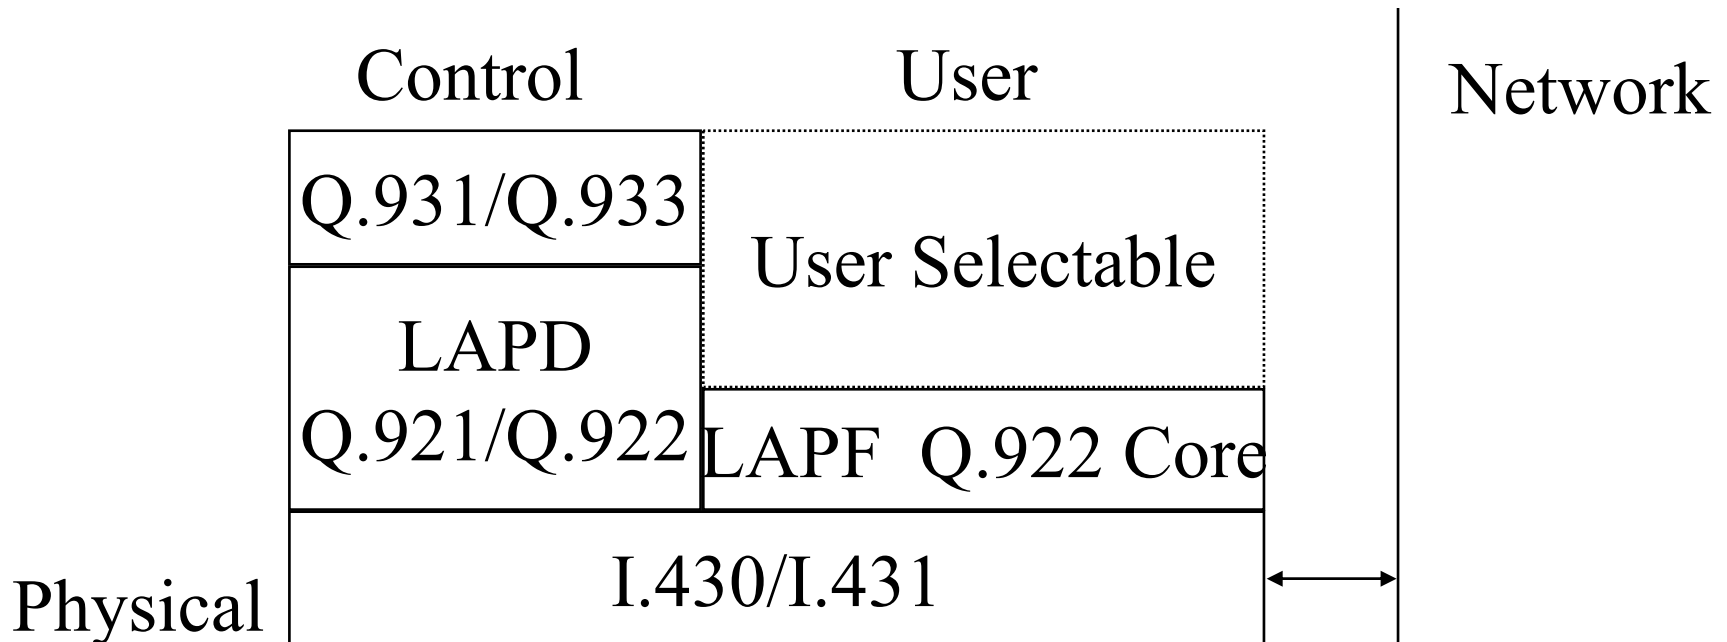 Control
User
Network
Q.931/Q.933
User Selectable
LAPD
Q.921/Q.922
LAPF Q.922 Core
I.430/I.431
Physical